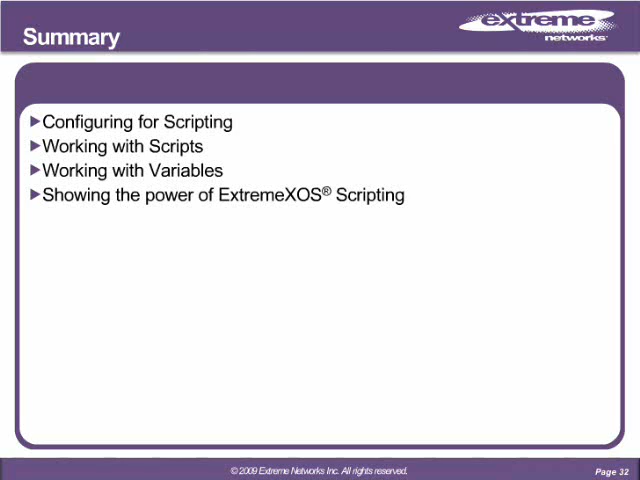 Summary
extreme
networks™
Configuring for Scripting
Working with Scripts
Working with Variables
Showing the power of ExtremeXOS® Scripting
© 2009 Extreme Networks Inc. All rights reserved.
Page 32